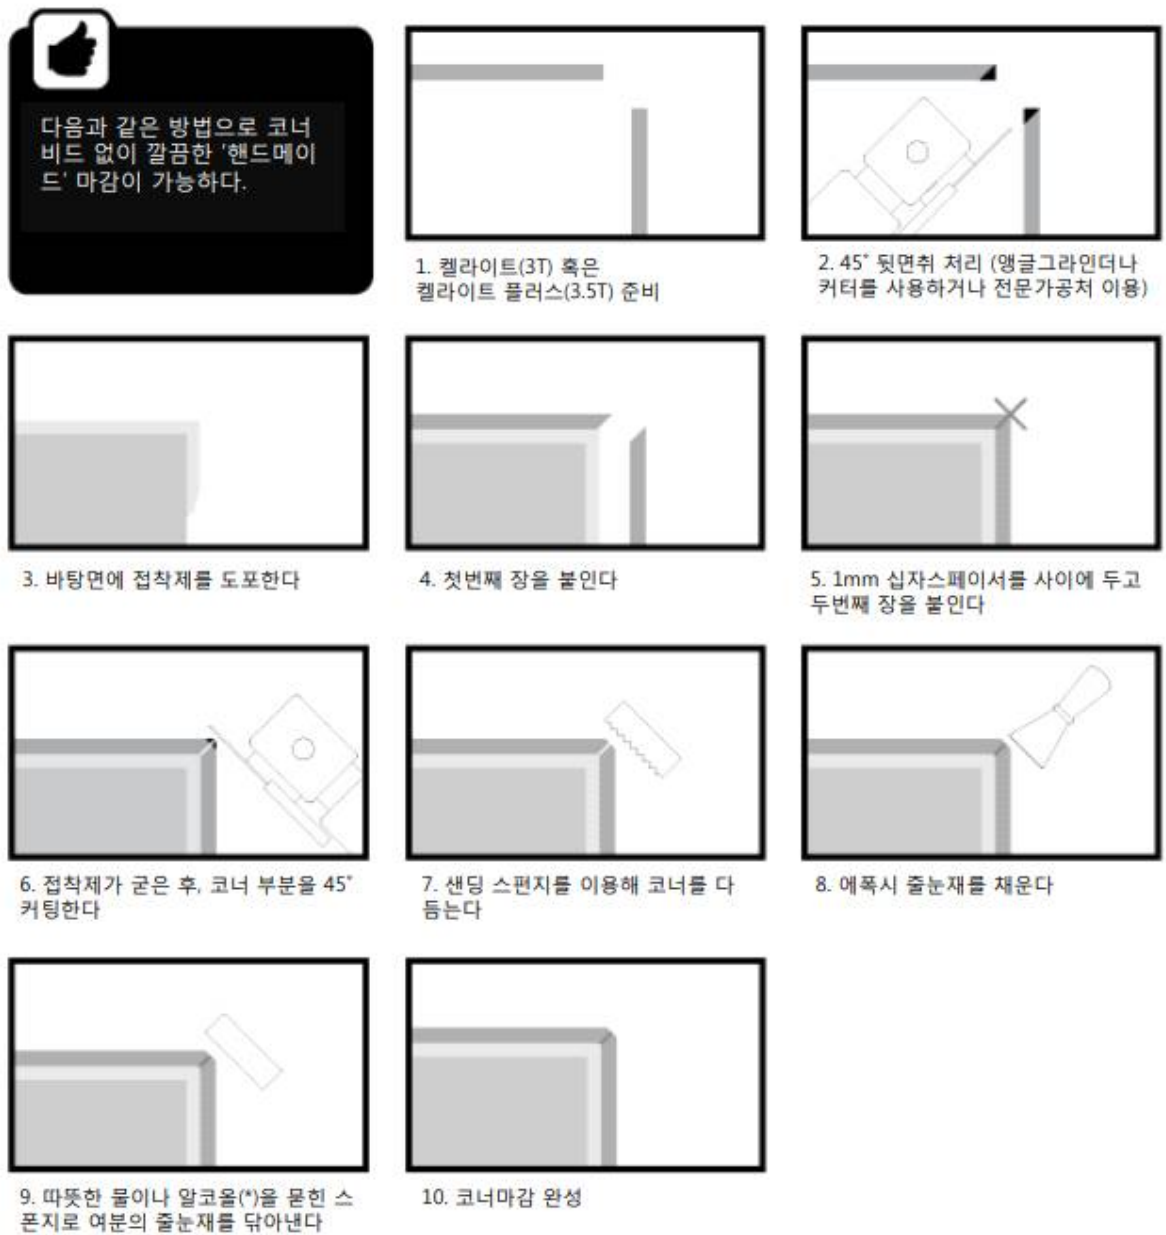 다음과 같은 방법으로 코너
비드 없이 깔끔한 '핸드메이
드' 마감이 가능하다.
1. 켈라이트(3T) 혹은
켈라이트 플러스(3.5T) 준비
2. 45˚ 뒷면취 처리 (앵글그라인더나
커터를 사용하거나 전문가공처 이용)
3. 바탕면에 접착제를 도포한다
4. 첫번째 장을 붙인다
5. 1mm 십자스페이서를 사이에 두고
두번째 장을 붙인다
6. 접착제가 굳은 후, 코너 부분을 45˚
커팅한다
7. 샌딩 스펀지를 이용해 코너를 다
듬는다
8. 에폭시 줄눈재를 채운다
9. 따뜻한 물이나 알코올(*)을 묻힌 스
폰지로 여분의 줄눈재를 닦아낸다
10. 코너마감 완성